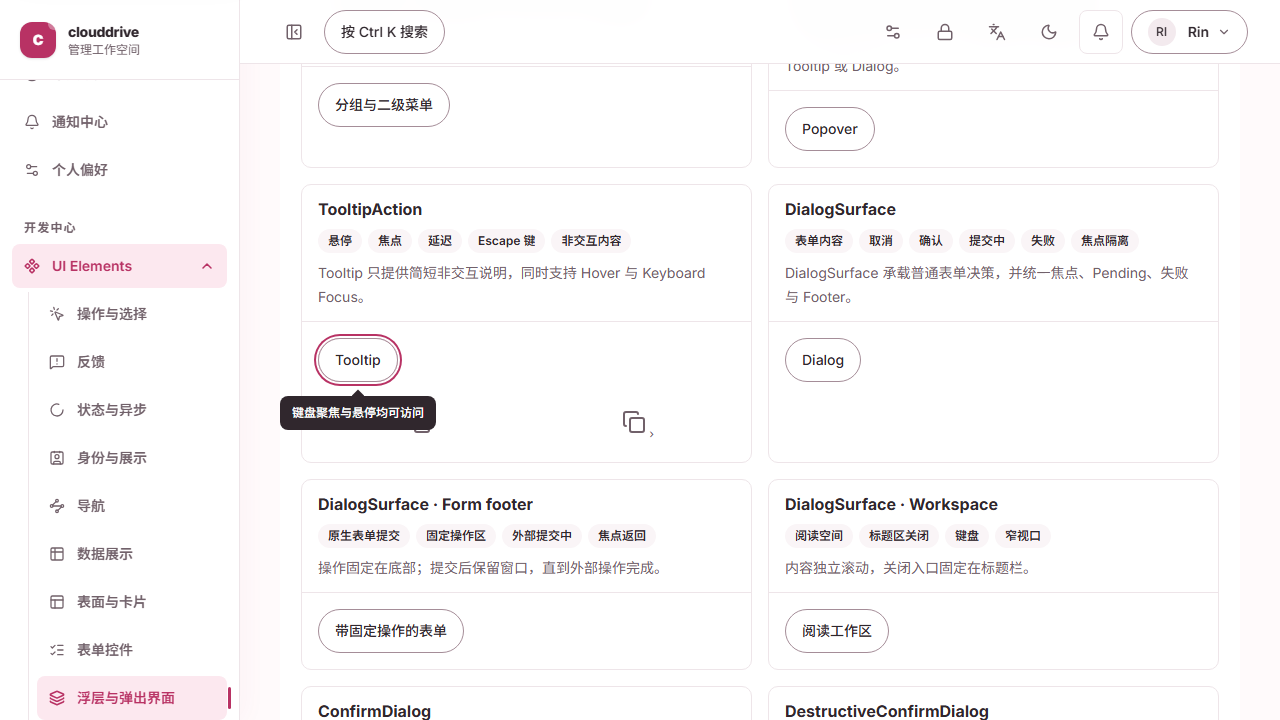 c
clouddrive
管理工作空间
按 Ctrl K 搜索
RI
Rin
通知中心
个人偏好
开发中心
UI Elements
操作与选择
反馈
状态与异步
身份与展示
导航
数据展示
表面与卡片
表单控件
浮层与弹出界面
分组与二级菜单
Tooltip 或 Dialog。
Popover
TooltipAction
悬停
焦点
延迟
Escape 键
非交互内容
Tooltip 只提供简短非交互说明，同时支持 Hover 与 Keyboard
Focus。
Tooltip
键盘聚焦与悬停均可访问
DialogSurface
表单内容
取消
确认
提交中
失败
焦点隔离
DialogSurface 承载普通表单决策，并统一焦点、Pending、失败
与 Footer。
Dialog
DialogSurface · Form footer
原生表单提交
固定操作区
外部提交中
焦点返回
操作固定在底部；提交后保留窗口，直到外部操作完成。
带固定操作的表单
DialogSurface · Workspace
阅读空间
标题区关闭
键盘
窄视口
内容独立滚动，关闭入口固定在标题栏。
阅读工作区
ConfirmDialog
DestructiveConfirmDialog